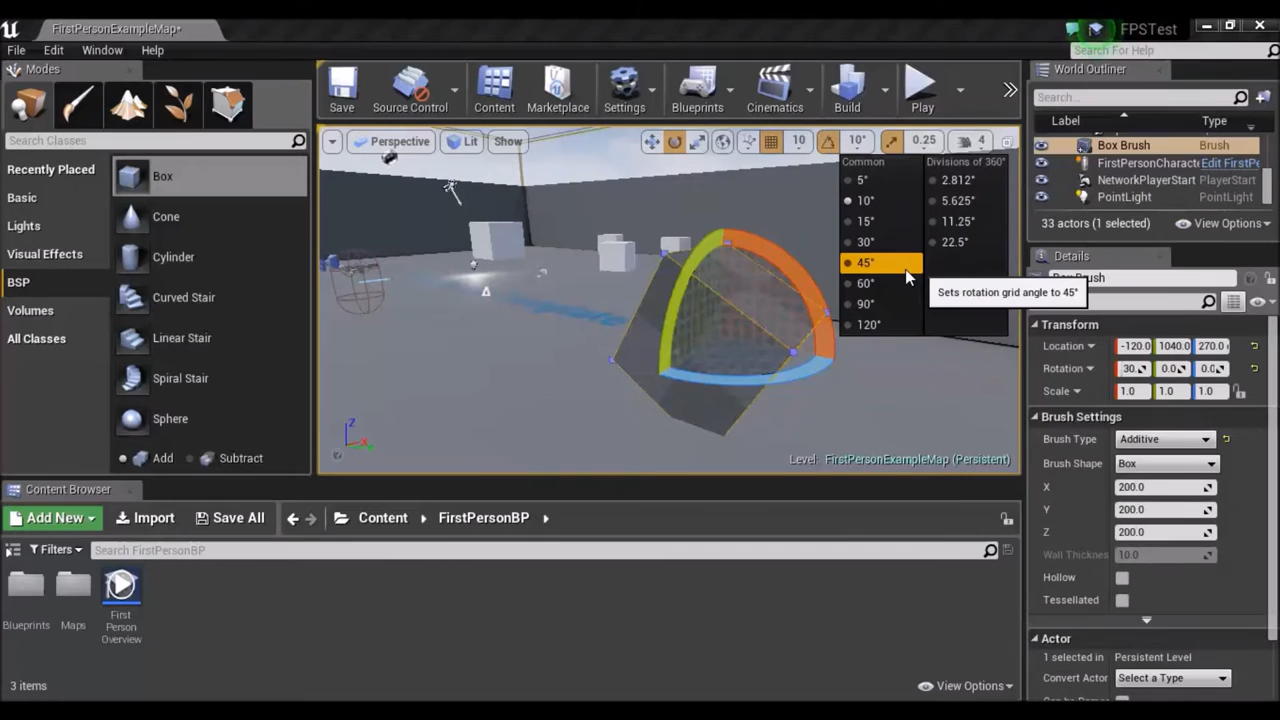 FirstPersonExampleMap*
FPSTest
File Edit Window Help
Search For Help
Modes
Search Classes
Recently Placed
Basic
Lights
Visual Effects
BSP
Volumes
All Classes
Box
Cone
Cylinder
Curved Stair
Linear Stair
Spiral Stair
Sphere
Add Subtract
Save
Source Control
Content
Marketplace
Settings
Blueprints
Cinematics
Build
Play
Perspective Lit Show
10 10° 0.25 4
Common
5°
10°
15°
30°
45°
60°
90°
120°
Divisions of 360°
2.812°
5.625°
11.25°
22.5°
Sets rotation grid angle to 45°
Z
X
Level: FirstPersonExampleMap (Persistent)
World Outliner
Search...
Label Type
Box Brush Brush
FirstPersonCharacte Edit FirstPe
NetworkPlayerStart PlayerStart
PointLight PointLight
33 actors (1 selected) View Options
Details
Transform
Location -120.0 1040.0 270.0
Rotation 30. 0.0 0.0
Scale 1.0 1.0 1.0
Brush Settings
Brush Type Additive
Brush Shape Box
X 200.0
Y 200.0
Z 200.0
Wall Thicknes 10.0
Hollow
Tessellated
Actor
1 selected in Persistent Level
Convert Actor Select a Type
Content Browser
Add New Import Save All Content FirstPersonBP
Filters Search FirstPersonBP
Blueprints
Maps
First
Person
Overview
3 items
View Options